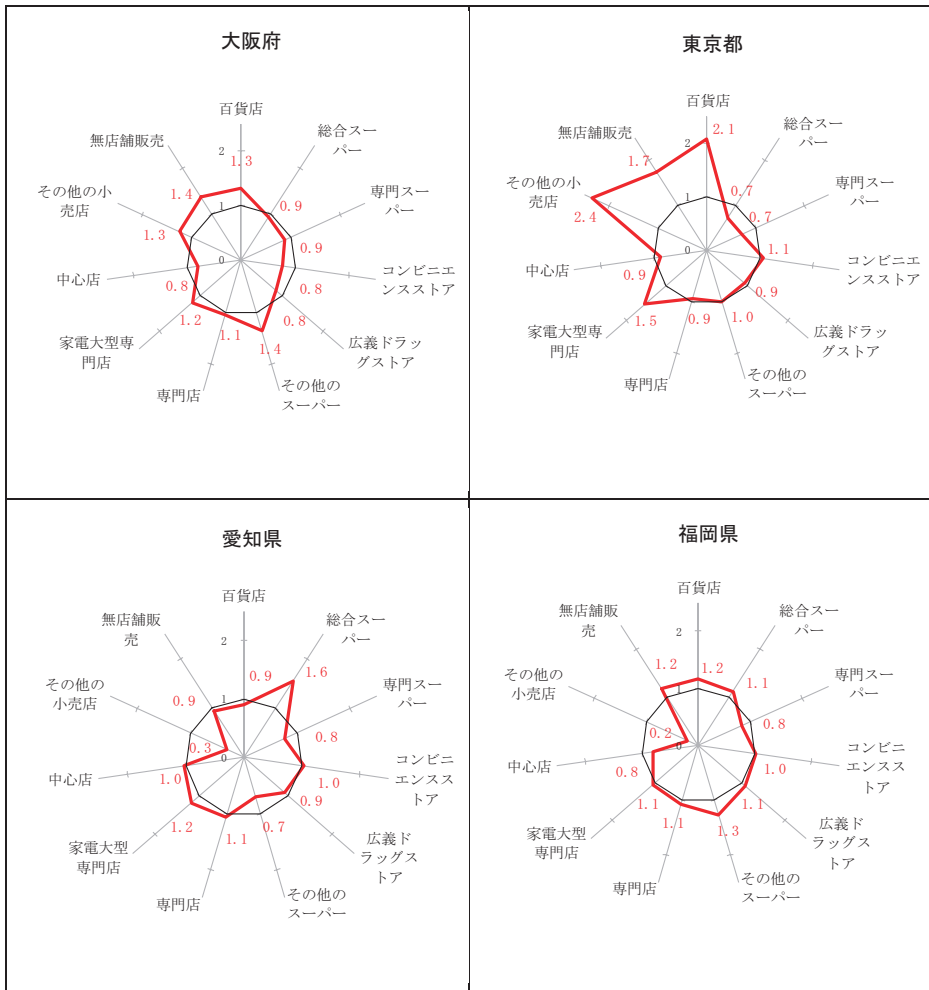 大阪府
百貨店
総合スー
パー
専門スー
パー
コンビニエ
ンスストア
広義ドラッ
グストア
その他の
スーパー
専門店
家電大型専
門店
中心店
その他の小
売店
無店舗販売
2
1
0
1.3
0.9
0.9
0.8
0.8
1.4
1.1
1.2
0.8
1.3
1.4
東京都
百貨店
総合スー
パー
専門スー
パー
コンビニエ
ンスストア
広義ドラッ
グストア
その他の
スーパー
専門店
家電大型専
門店
中心店
その他の小
売店
無店舗販売
2
1
0
2.1
0.7
0.7
1.1
0.9
1.0
0.9
1.5
0.9
2.4
1.7
愛知県
百貨店
総合スー
パー
専門スー
パー
コンビニ
エンスス
トア
広義ド
ラッグス
トア
その他の
スーパー
専門店
家電大型
専門店
中心店
その他の
小売店
無店舗販
売
2
1
0
0.9
1.6
0.8
1.0
0.9
0.7
1.1
1.2
1.0
0.3
0.9
福岡県
百貨店
総合スー
パー
専門スー
パー
コンビニ
エンスス
トア
広義ド
ラッグス
トア
その他の
スーパー
専門店
家電大型
専門店
中心店
その他の
小売店
無店舗販
売
2
1
0
1.2
1.1
0.8
1.0
1.1
1.3
1.1
1.1
0.8
0.2
1.2